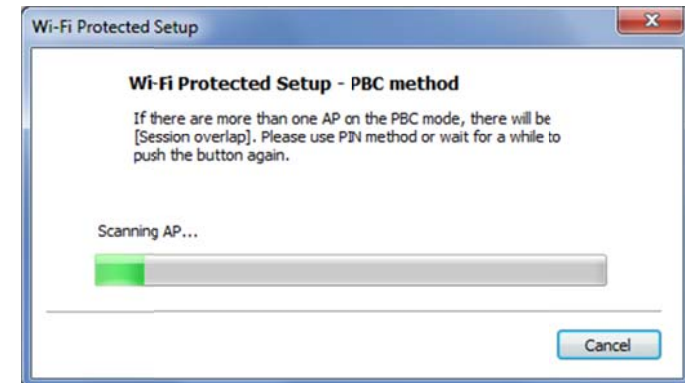 Wi-Fi Protected Setup
Wi-Fi Protected Setup - PBC method
If there are more than one AP on the PBC mode, there will be
[Session overlap]. Please use PIN method or wait for a while to
push the button again.
Scanning AP...
Cancel